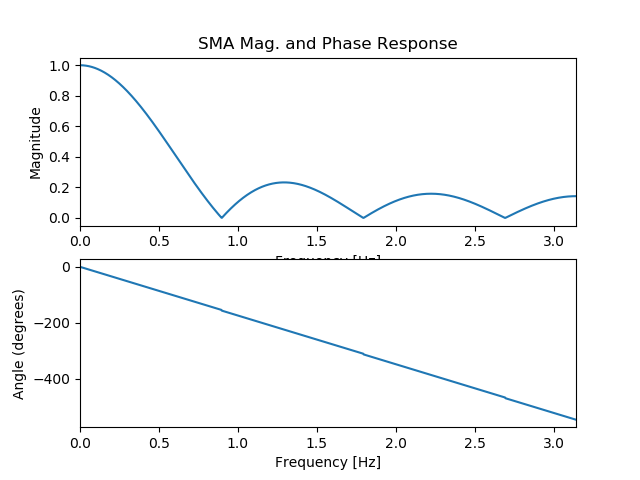 SMA Mag. and Phase Response
Magnitude
1.0
0.8
0.6
0.4
0.2
0.0
0.0 0.5 1.0 1.5 2.0 2.5 3.0
Frequency [Hz]
Angle (degrees)
0
−200
−400
0.0 0.5 1.0 1.5 2.0 2.5 3.0
Frequency [Hz]